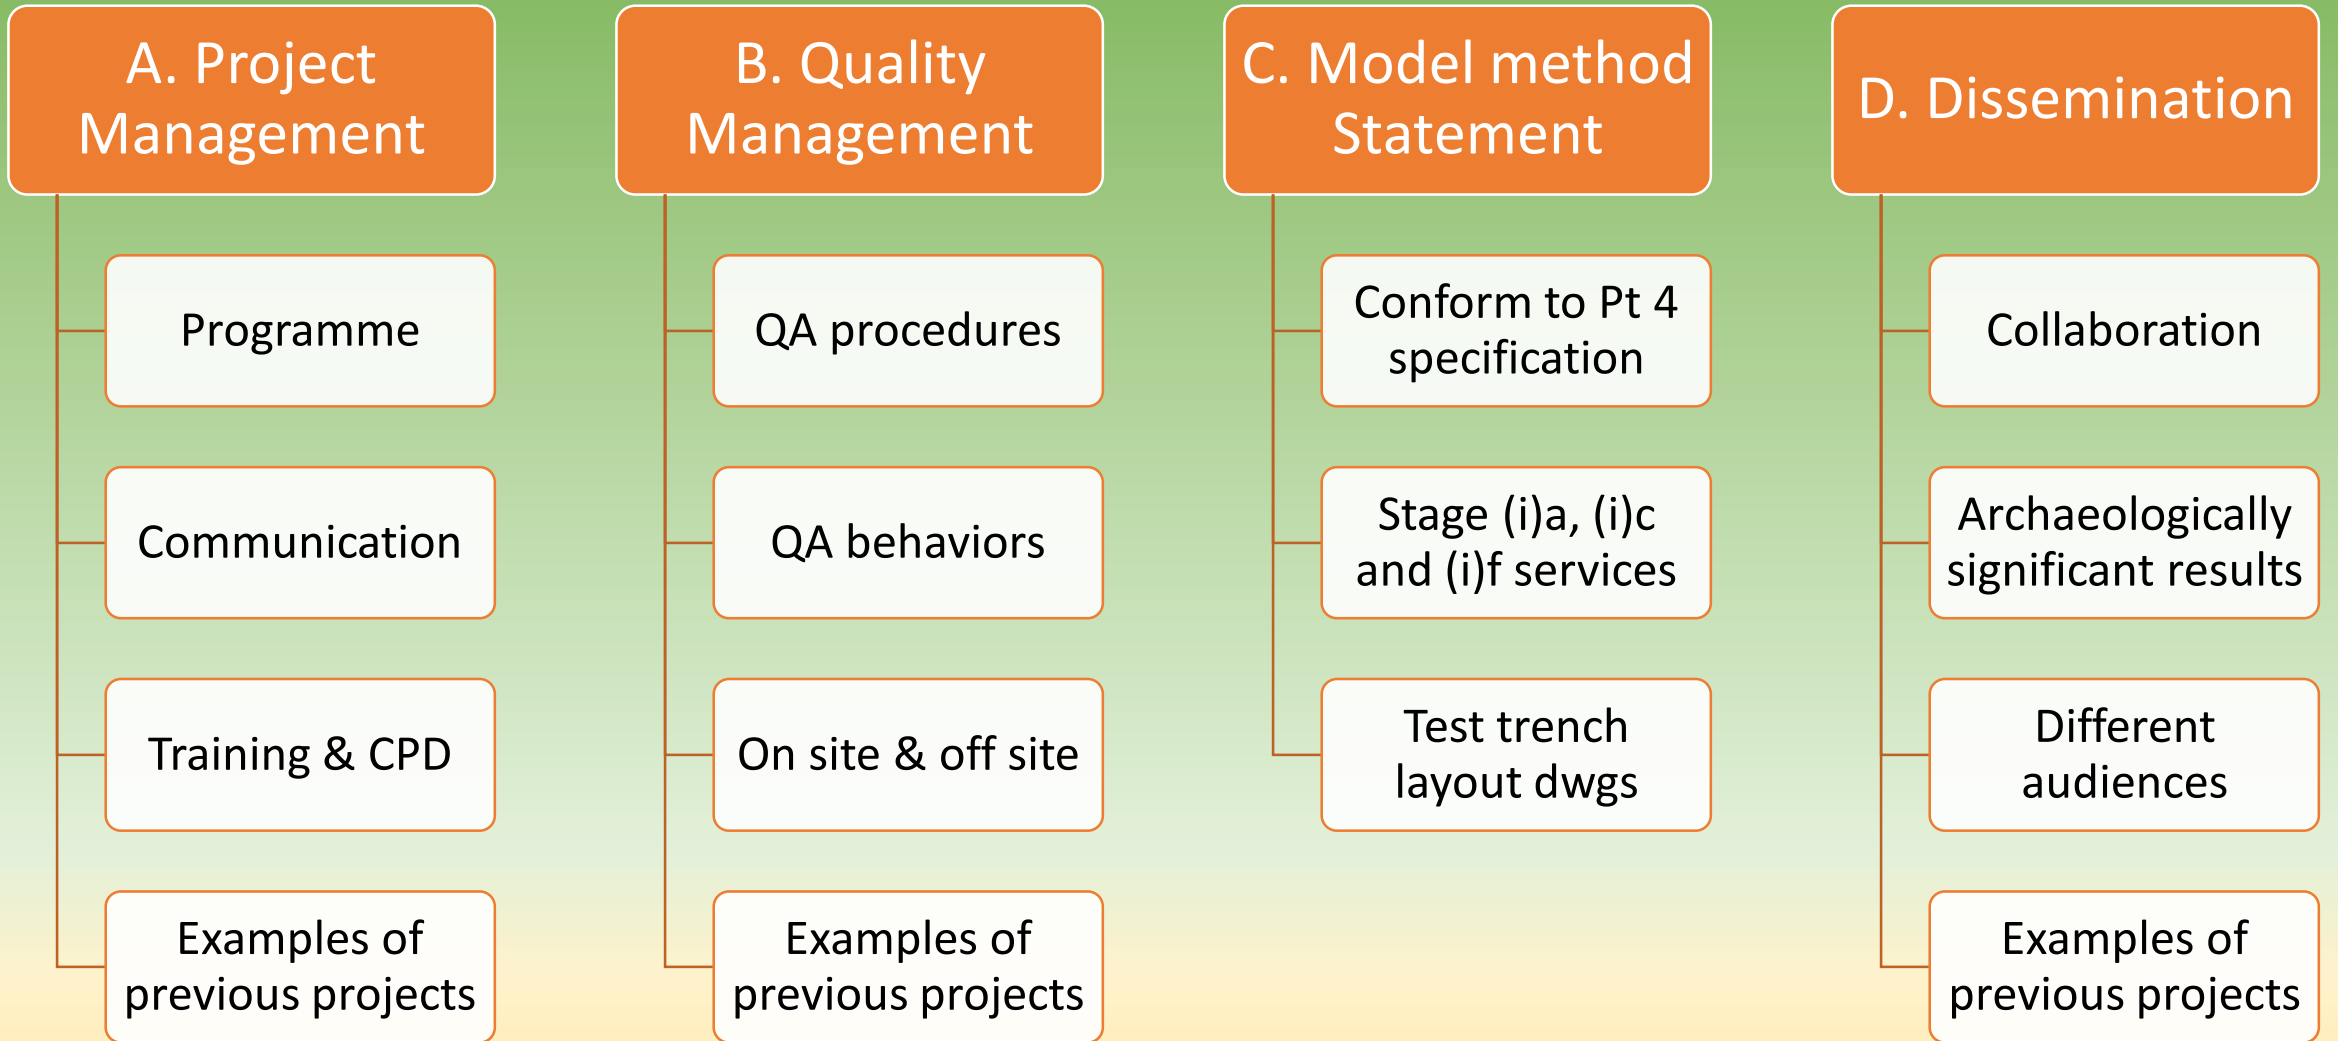 A. Project
Management
Programme
Communication
Training & CPD
Examples of
previous projects
B. Quality
Management
QA procedures
QA behaviors
On site & off site
Examples of
previous projects
C. Model method
Statement
Conform to Pt 4
specification
Stage (i)a, (i)c
and (i)f services
Test trench
layout dwgs
D. Dissemination
Collaboration
Archaeologically
significant results
Different
audiences
Examples of
previous projects